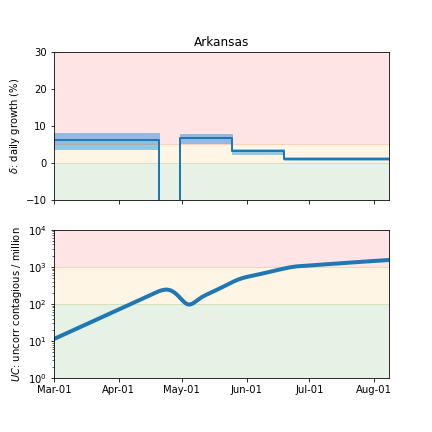 Arkansas
30
20
10
0
−10
δ: daily growth (%)
10⁴
10³
10²
10¹
10⁰
UC: uncorr contagious / million
Mar-01 Apr-01 May-01 Jun-01 Jul-01 Aug-01